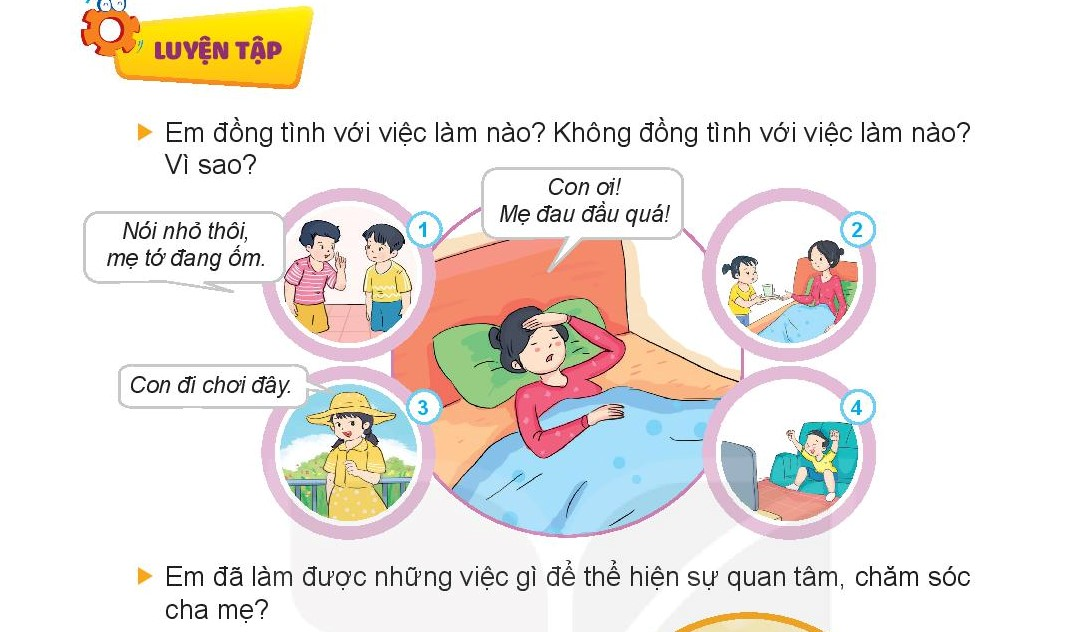 LUYỆN TẬP
Em đồng tình với việc làm nào? Không đồng tình với việc làm nào?
Vì sao?
Con ơi!
Mẹ đau đầu quá!
Nói nhỏ thôi,
mẹ tớ đang ốm.
1
2
Con đi chơi đây.
3
4
Em đã làm được những việc gì để thể hiện sự quan tâm, chăm sóc
cha mẹ?